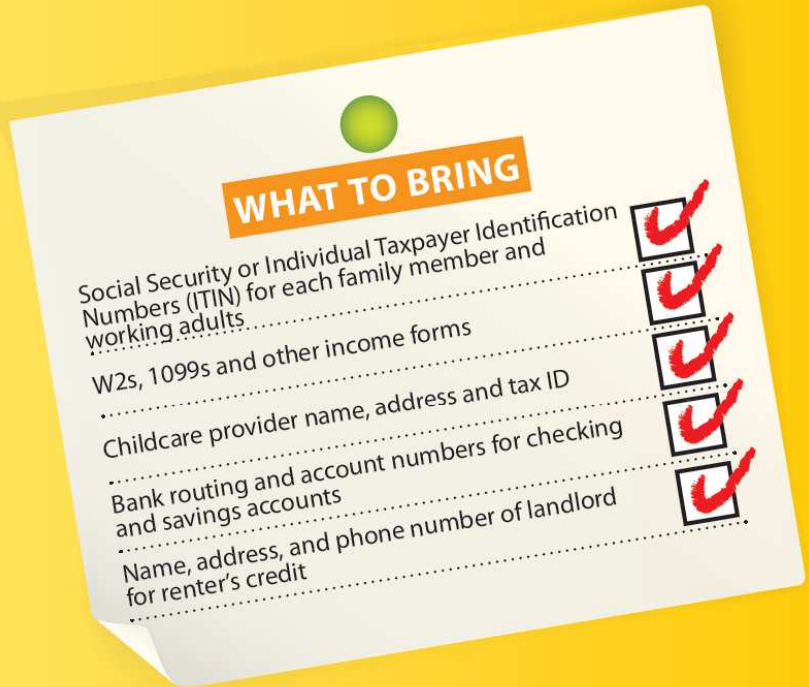 WHAT TO BRING
Social Security or Individual Taxpayer Identification
Numbers (ITIN) for each family member and
working adults
W2s, 1099s and other income forms
Childcare provider name, address and tax ID
Bank routing and account numbers for checking
and savings accounts
Name, address, and phone number of landlord
for renter’s credit